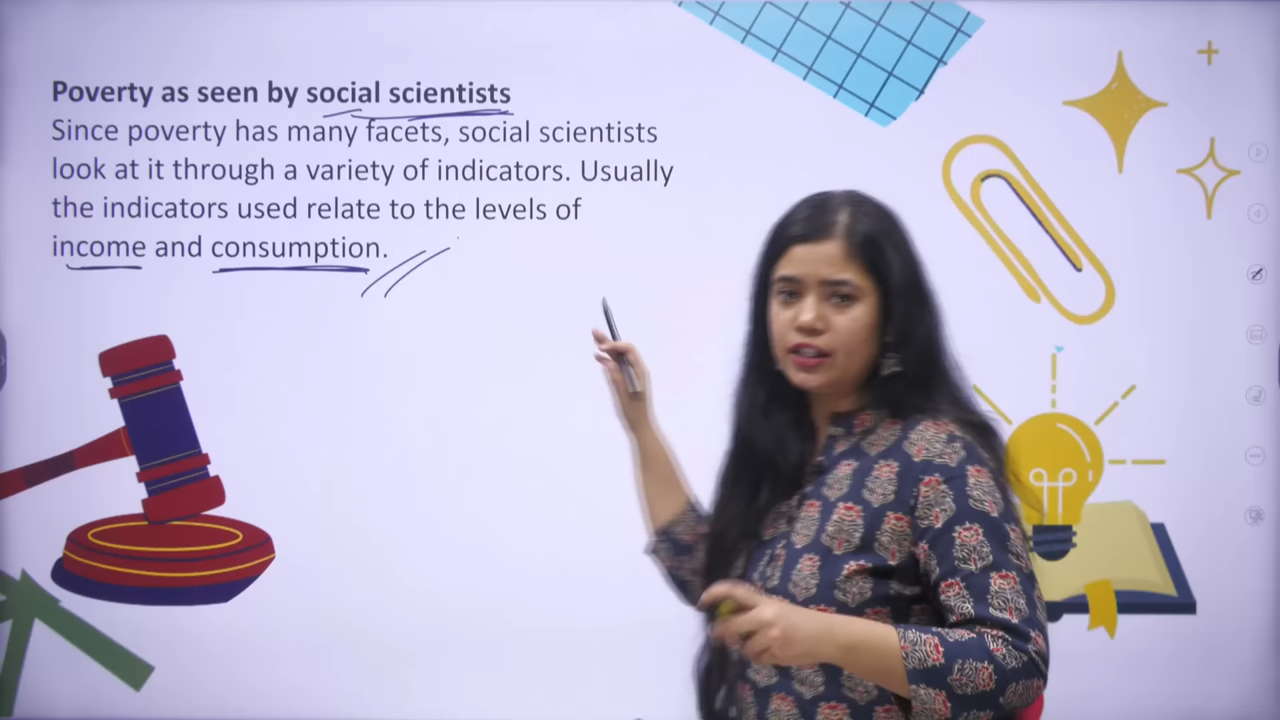 Poverty as seen by social scientists
Since poverty has many facets, social scientists
look at it through a variety of indicators. Usually
the indicators used relate to the levels of
income and consumption.